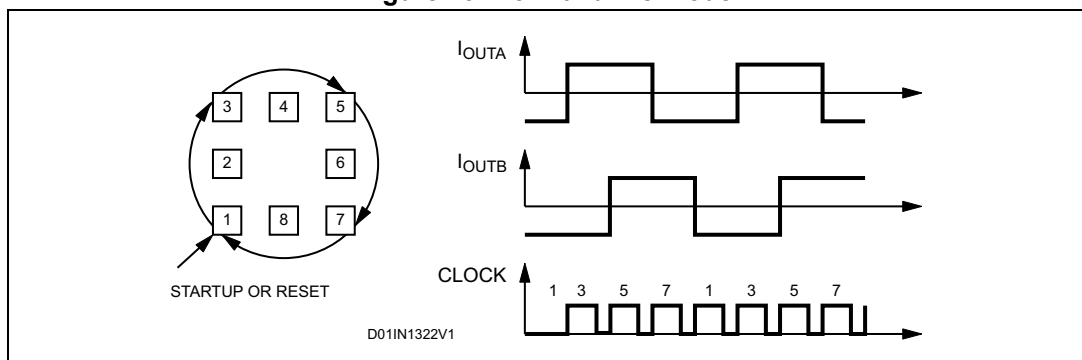 I_OUTA
3 4 5
2 6
I_OUTB
1 8 7
CLOCK
1 3 5 7 1 3 5 7
STARTUP OR RESET
D01IN1322V1